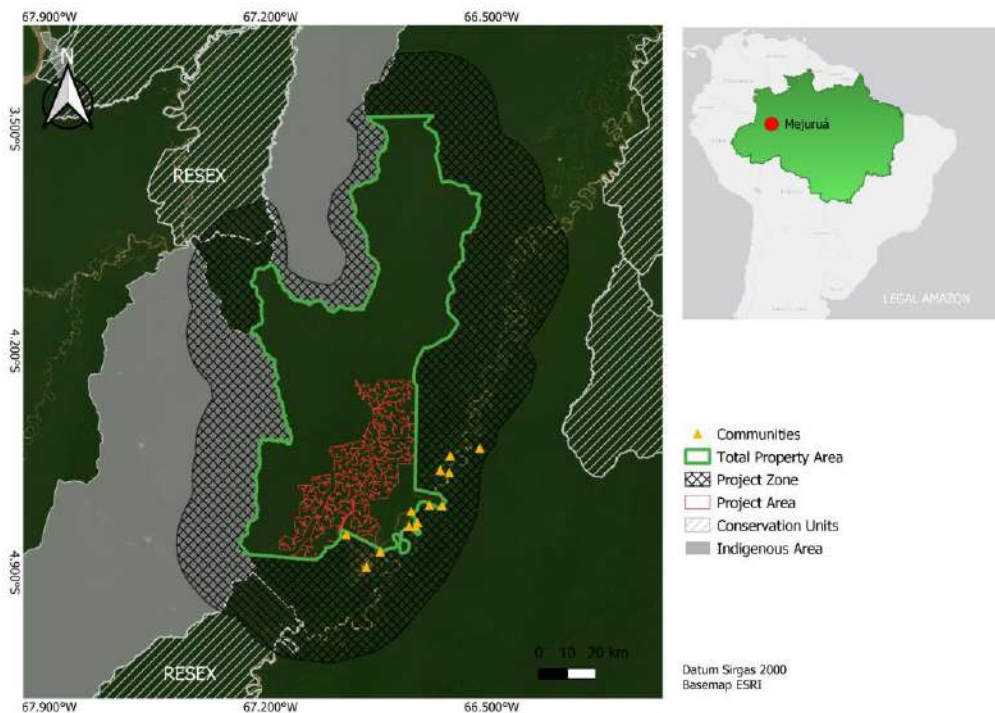 67.900°W 67.200°W 66.500°W
N
3.500°S
RESEX
4.200°S
4.900°S
RESEX
0 10 20 km
67.900°W 67.200°W 66.500°W
Mejuruá
LEGAL AMAZON
Communities
Total Property Area
Project Zone
Project Area
Conservation Units
Indigenous Area
Datum Sirgas 2000
Basemap ESRI